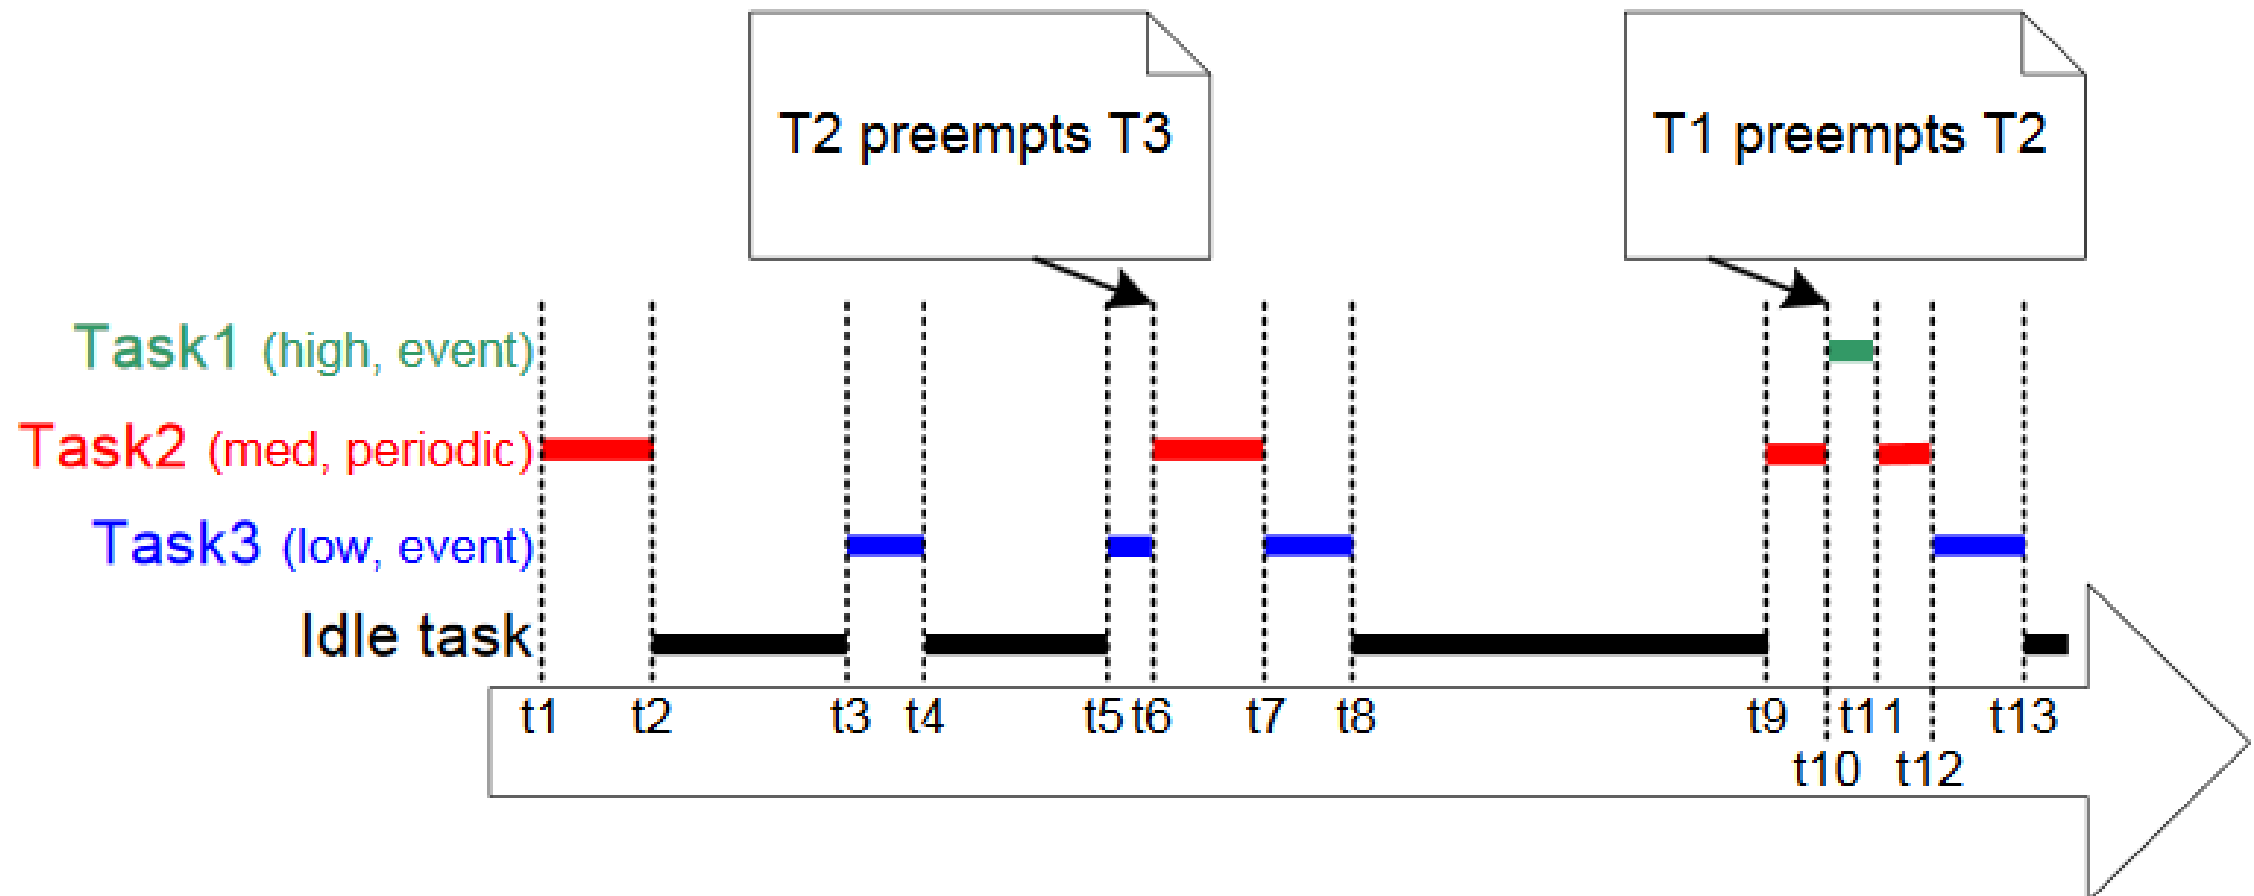 T2 preempts T3
T1 preempts T2
Task1 (high, event)
Task2 (med, periodic)
Task3 (low, event)
Idle task
t1 t2 t3 t4 t5 t6 t7 t8 t9 t11 t13
t10 t12